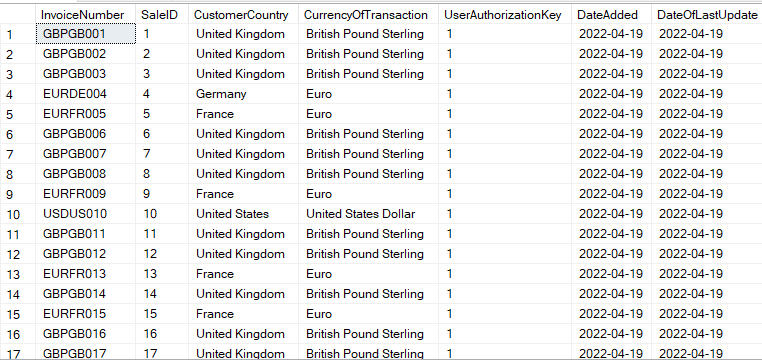 InvoiceNumber SaleID CustomerCountry CurrencyOfTransaction UserAuthorizationKey DateAdded DateOfLastUpdate
1 GBPGB001 1 United Kingdom British Pound Sterling 1 2022-04-19 2022-04-19
2 GBPGB002 2 United Kingdom British Pound Sterling 1 2022-04-19 2022-04-19
3 GBPGB003 3 United Kingdom British Pound Sterling 1 2022-04-19 2022-04-19
4 EURDE004 4 Germany Euro 1 2022-04-19 2022-04-19
5 EURFR005 5 France Euro 1 2022-04-19 2022-04-19
6 GBPGB006 6 United Kingdom British Pound Sterling 1 2022-04-19 2022-04-19
7 GBPGB007 7 United Kingdom British Pound Sterling 1 2022-04-19 2022-04-19
8 GBPGB008 8 United Kingdom British Pound Sterling 1 2022-04-19 2022-04-19
9 EURFR009 9 France Euro 1 2022-04-19 2022-04-19
10 USDUS010 10 United States United States Dollar 1 2022-04-19 2022-04-19
11 GBPGB011 11 United Kingdom British Pound Sterling 1 2022-04-19 2022-04-19
12 GBPGB012 12 United Kingdom British Pound Sterling 1 2022-04-19 2022-04-19
13 EURFR013 13 France Euro 1 2022-04-19 2022-04-19
14 GBPGB014 14 United Kingdom British Pound Sterling 1 2022-04-19 2022-04-19
15 EURFR015 15 France Euro 1 2022-04-19 2022-04-19
16 GBPGB016 16 United Kingdom British Pound Sterling 1 2022-04-19 2022-04-19
17 GBPGB017 17 United Kingdom British Pound Sterling 1 2022-04-19 2022-04-19